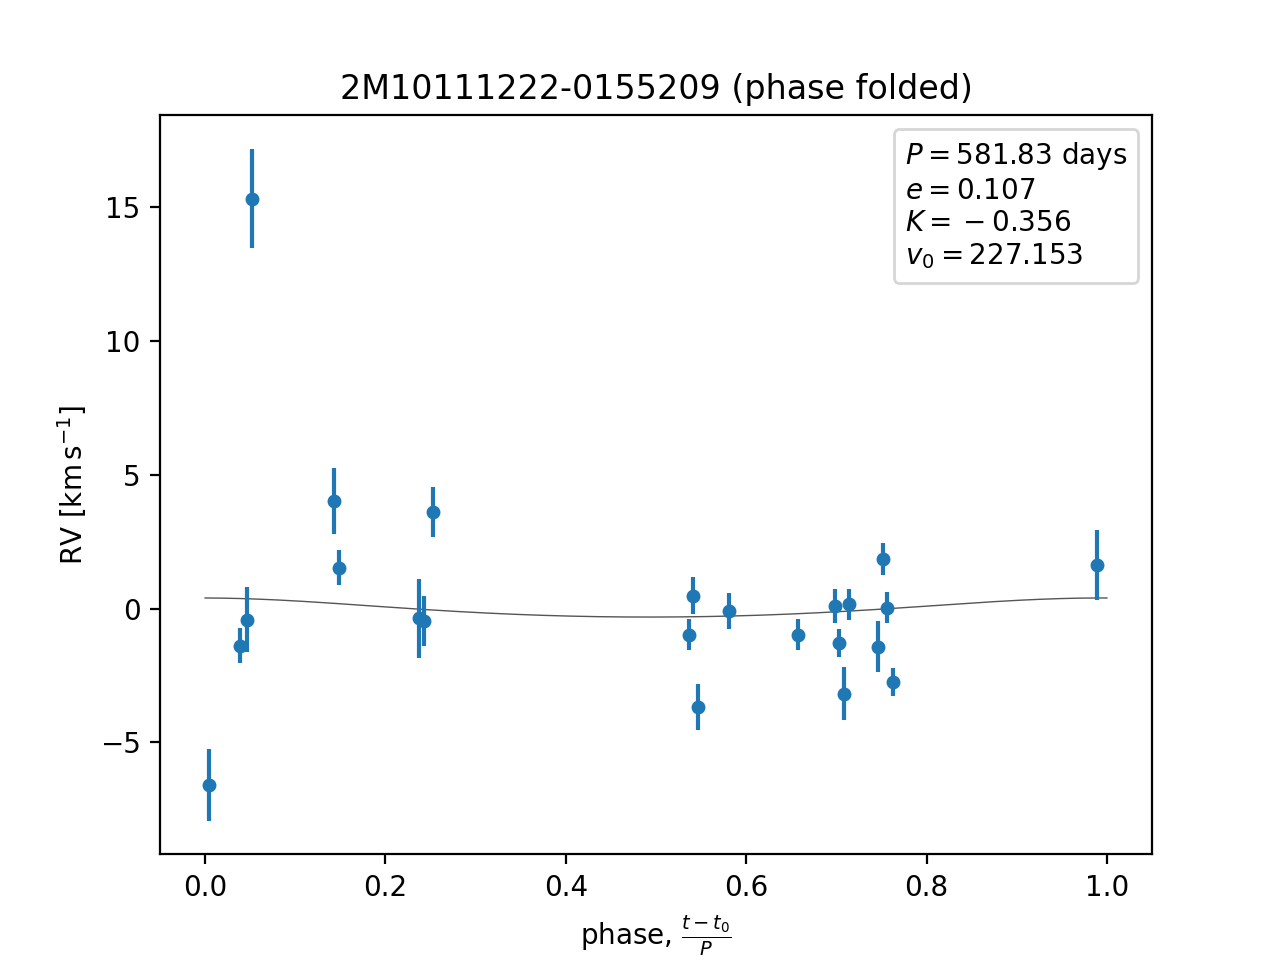 2M10111222-0155209 (phase folded)
P = 581.83 days
e = 0.107
K = −0.356
v₀ = 227.153
15
10
5
0
−5
RV [km s⁻¹]
0.0 0.2 0.4 0.6 0.8 1.0
phase, (t − t₀)/P